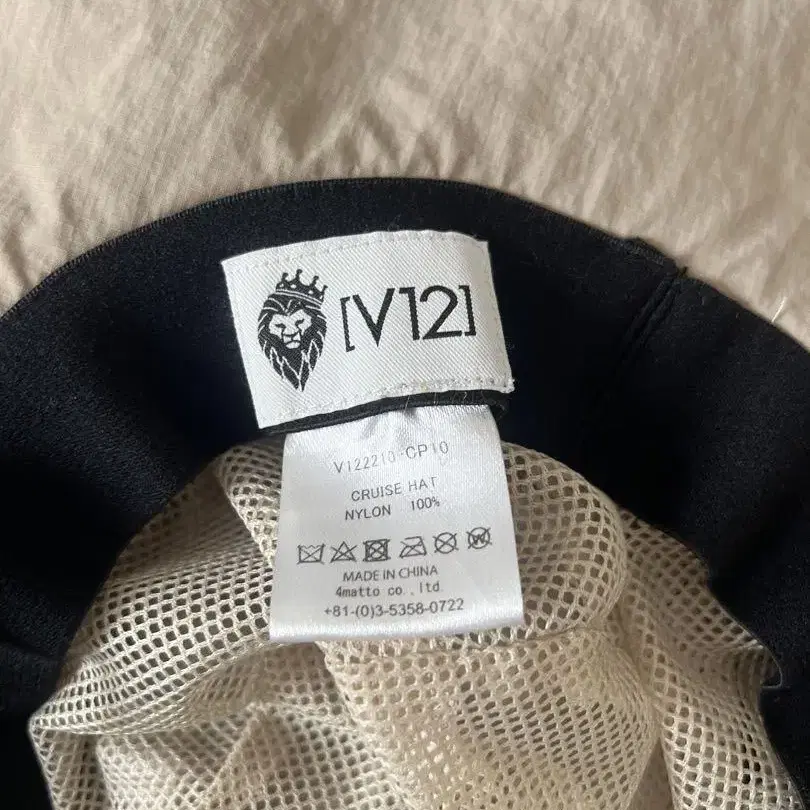 [V12]
V122210-CP10
CRUISE HAT
NYLON 100%
MADE IN CHINA
4matto co.,ltd.
+81-(0)3-5358-0722